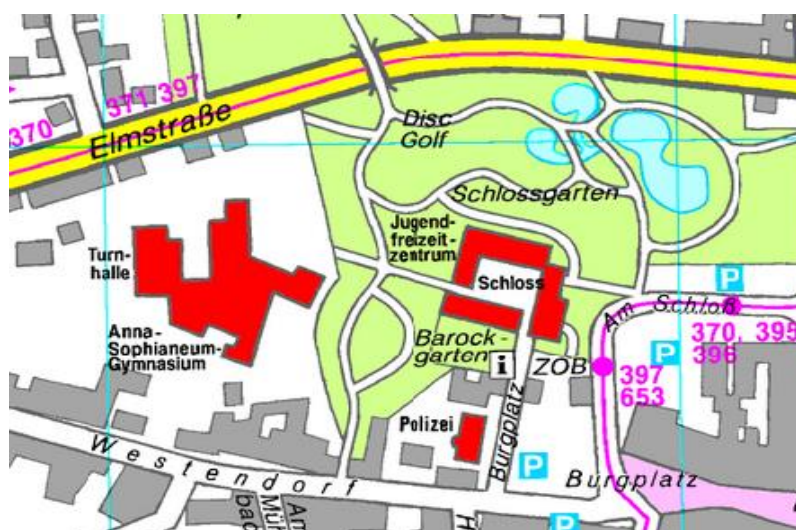 371 397
370
Elmstraße
Disc
Golf
Schlossgarten
Jugend-
freizeit-
zentrum
Turn-
halle
Schloss
P
Am Schloß
370, 395
396
Anna-
Sophianeum-
Gymnasium
Barock-
garten
i
ZOB
P
397
653
Polizei
Burgplatz
Westendorf
P
Burgplatz
P